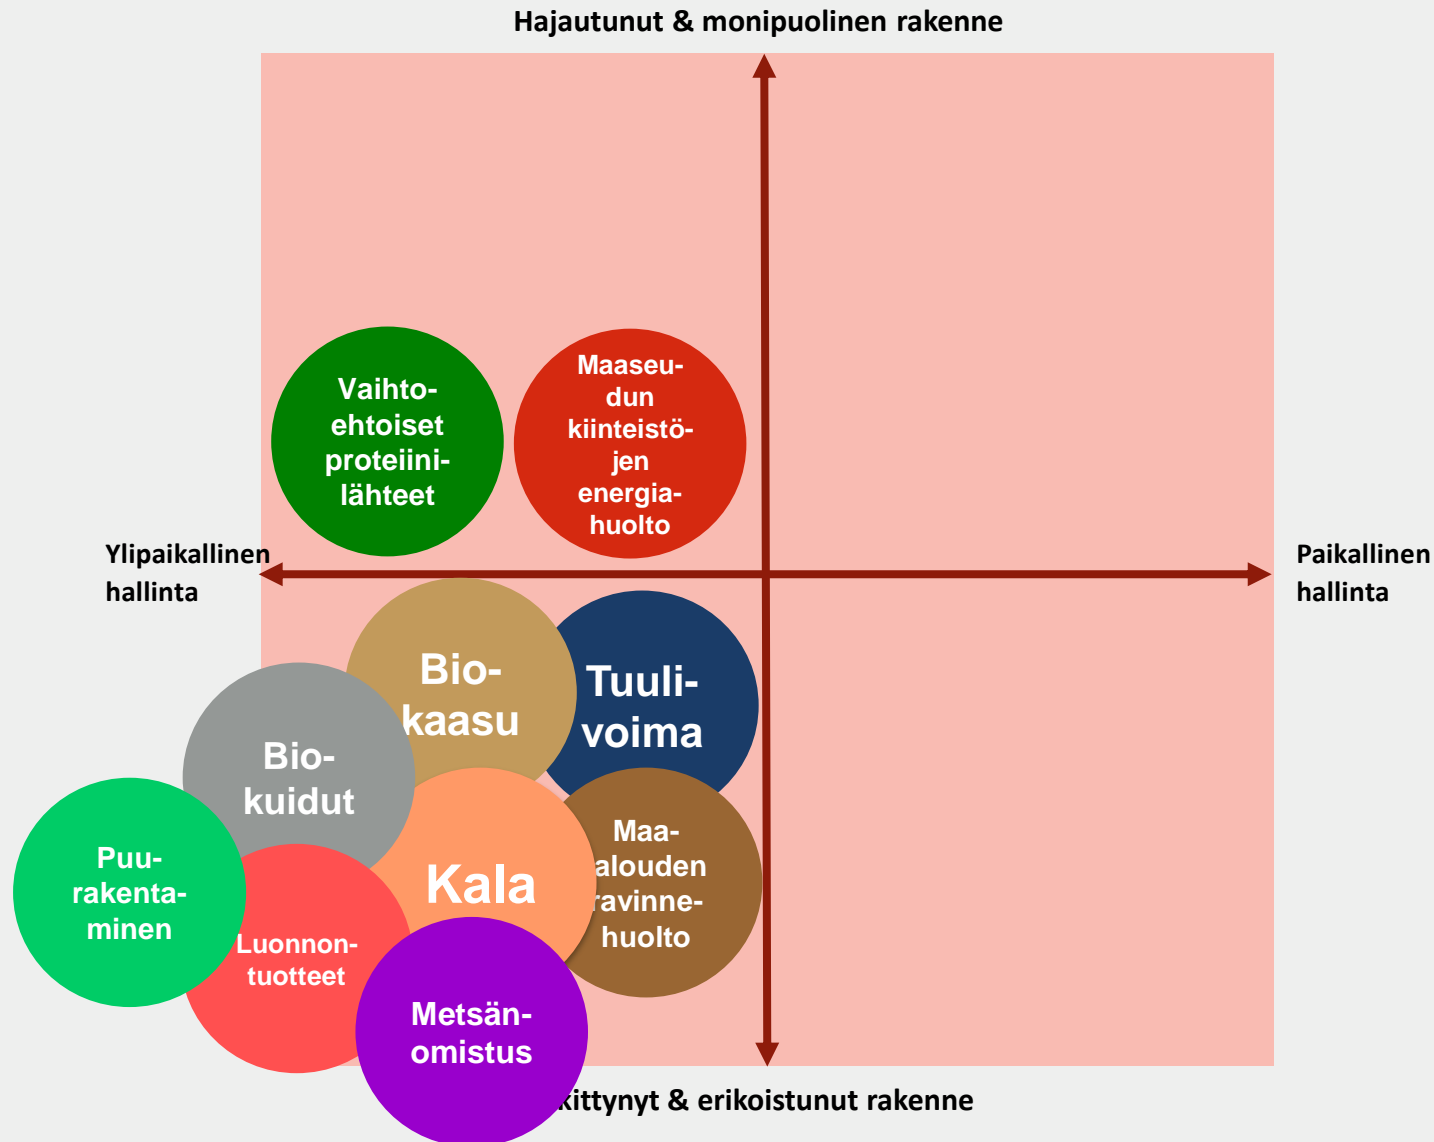 Hajautunut & monipuolinen rakenne
Vaihto-
ehtoiset
proteiini-
lähteet
Maaseu-
dun
kiinteistö-
jen
energia-
huolto
Ylipaikallinen
hallinta
Paikallinen
hallinta
Bio-
kaasu
Tuuli-
voima
Bio-
kuidut
Puu-
rakenta-
minen
Kala
Maa-
alouden
ravinne-
huolto
Luonnon-
tuotteet
Metsän-
omistus
& erikoistunut rakenne